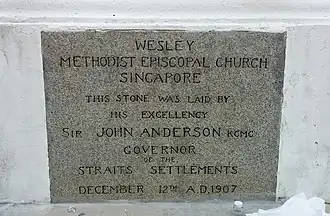 WESLEY
METHODIST EPISCOPAL CHURCH
SINGAPORE
THIS STONE WAS LAID BY
HIS EXCELLENCY
SIR JOHN ANDERSON KCMG
GOVERNOR
OF THE
STRAITS SETTLEMENTS
DECEMBER 12TH A.D. 1907